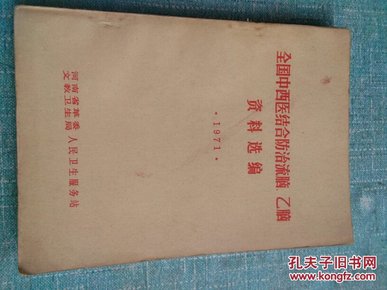 全国中西医结合防治流脑 乙脑
资料选编
·1971·
河南省革委
文教卫生局 人民卫生服务站
孔夫子旧书网
WWW.KONGFZ.COM